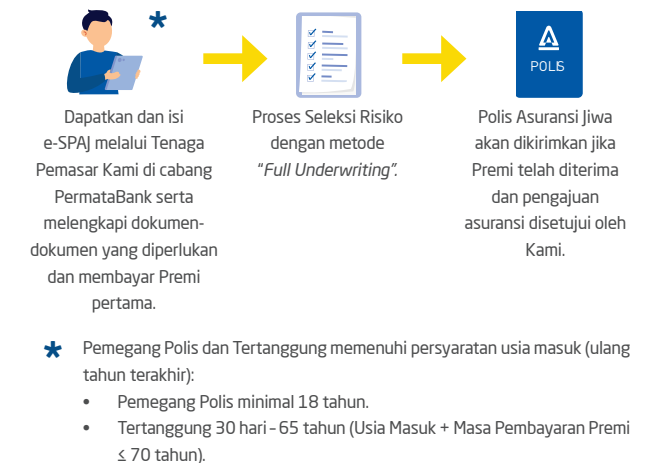 POLIS
Dapatkan dan isi
e-SPAJ melalui Tenaga
Pemasar Kami di cabang
PermataBank serta
melengkapi dokumen-
dokumen yang diperlukan
dan membayar Premi
pertama.
Proses Seleksi Risiko
dengan metode
“Full Underwriting”.
Polis Asuransi Jiwa
akan dikirimkan jika
Premi telah diterima
dan pengajuan
asuransi disetujui oleh
Kami.
* Pemegang Polis dan Tertanggung memenuhi persyaratan usia masuk (ulang
tahun terakhir):
• Pemegang Polis minimal 18 tahun.
• Tertanggung 30 hari – 65 tahun (Usia Masuk + Masa Pembayaran Premi
≤ 70 tahun).